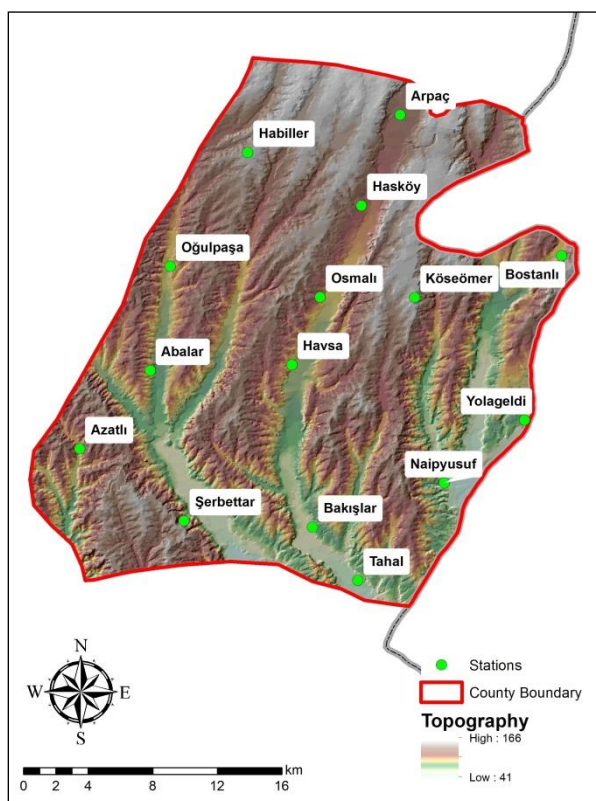 Arpaç
Habiller
Hasköy
Oğulpaşa
Bostanlı
Osmalı
Köseömer
Havsa
Abalar
Yolageldi
Azatlı
Naipyusuf
Şerbettar
Bakışlar
Tahal
N
W E
S
Stations
County Boundary
Topography
High : 166
Low : 41
km
0 2 4 8 12 16